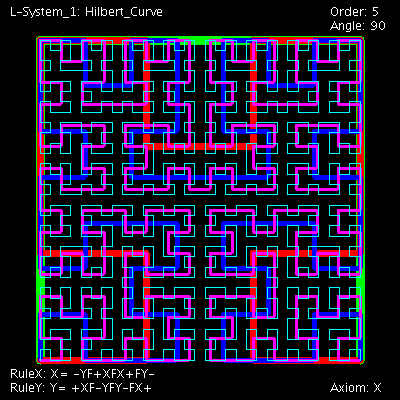 L-System_1: Hilbert_Curve
Order: 5
Angle: 90
RuleX: X= -YF+XFX+FY-
RuleY: Y= +XF-YFY-FX+
Axiom: X